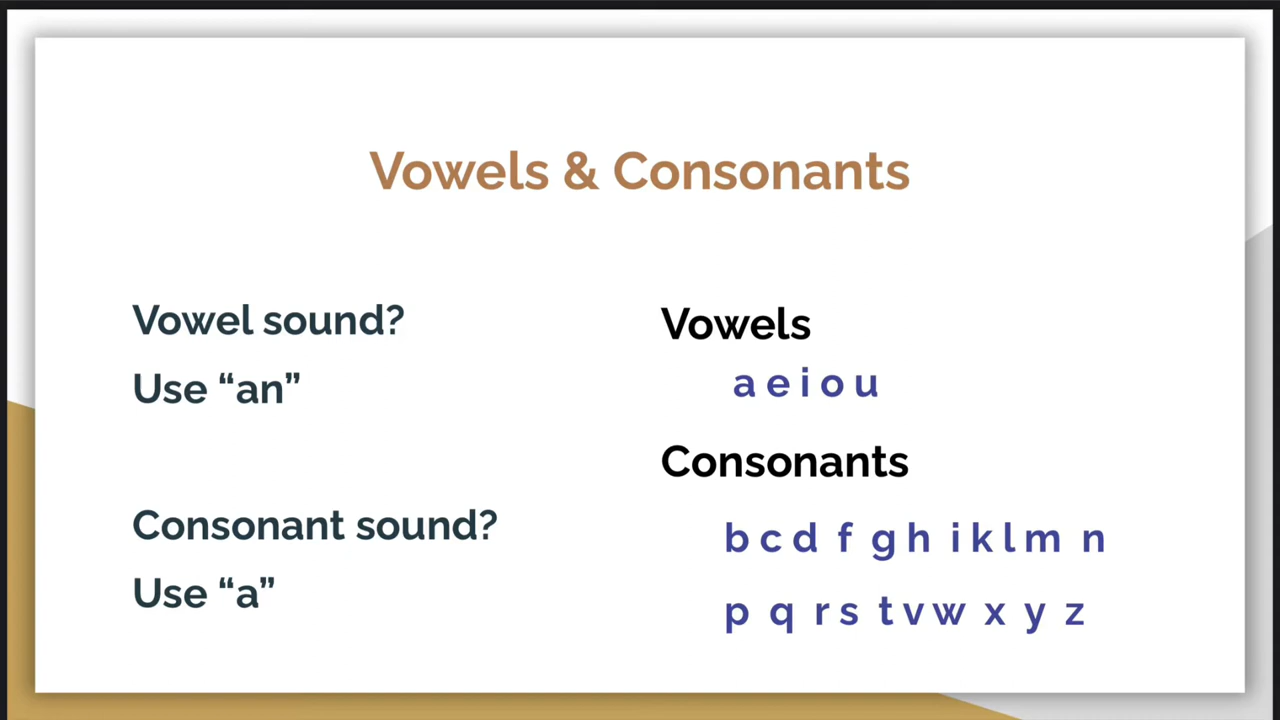 Vowels & Consonants
Vowel sound?
Use “an”
Consonant sound?
Use “a”
Vowels
a e i o u
Consonants
b c d f g h i k l m n
p q r s t v w x y z